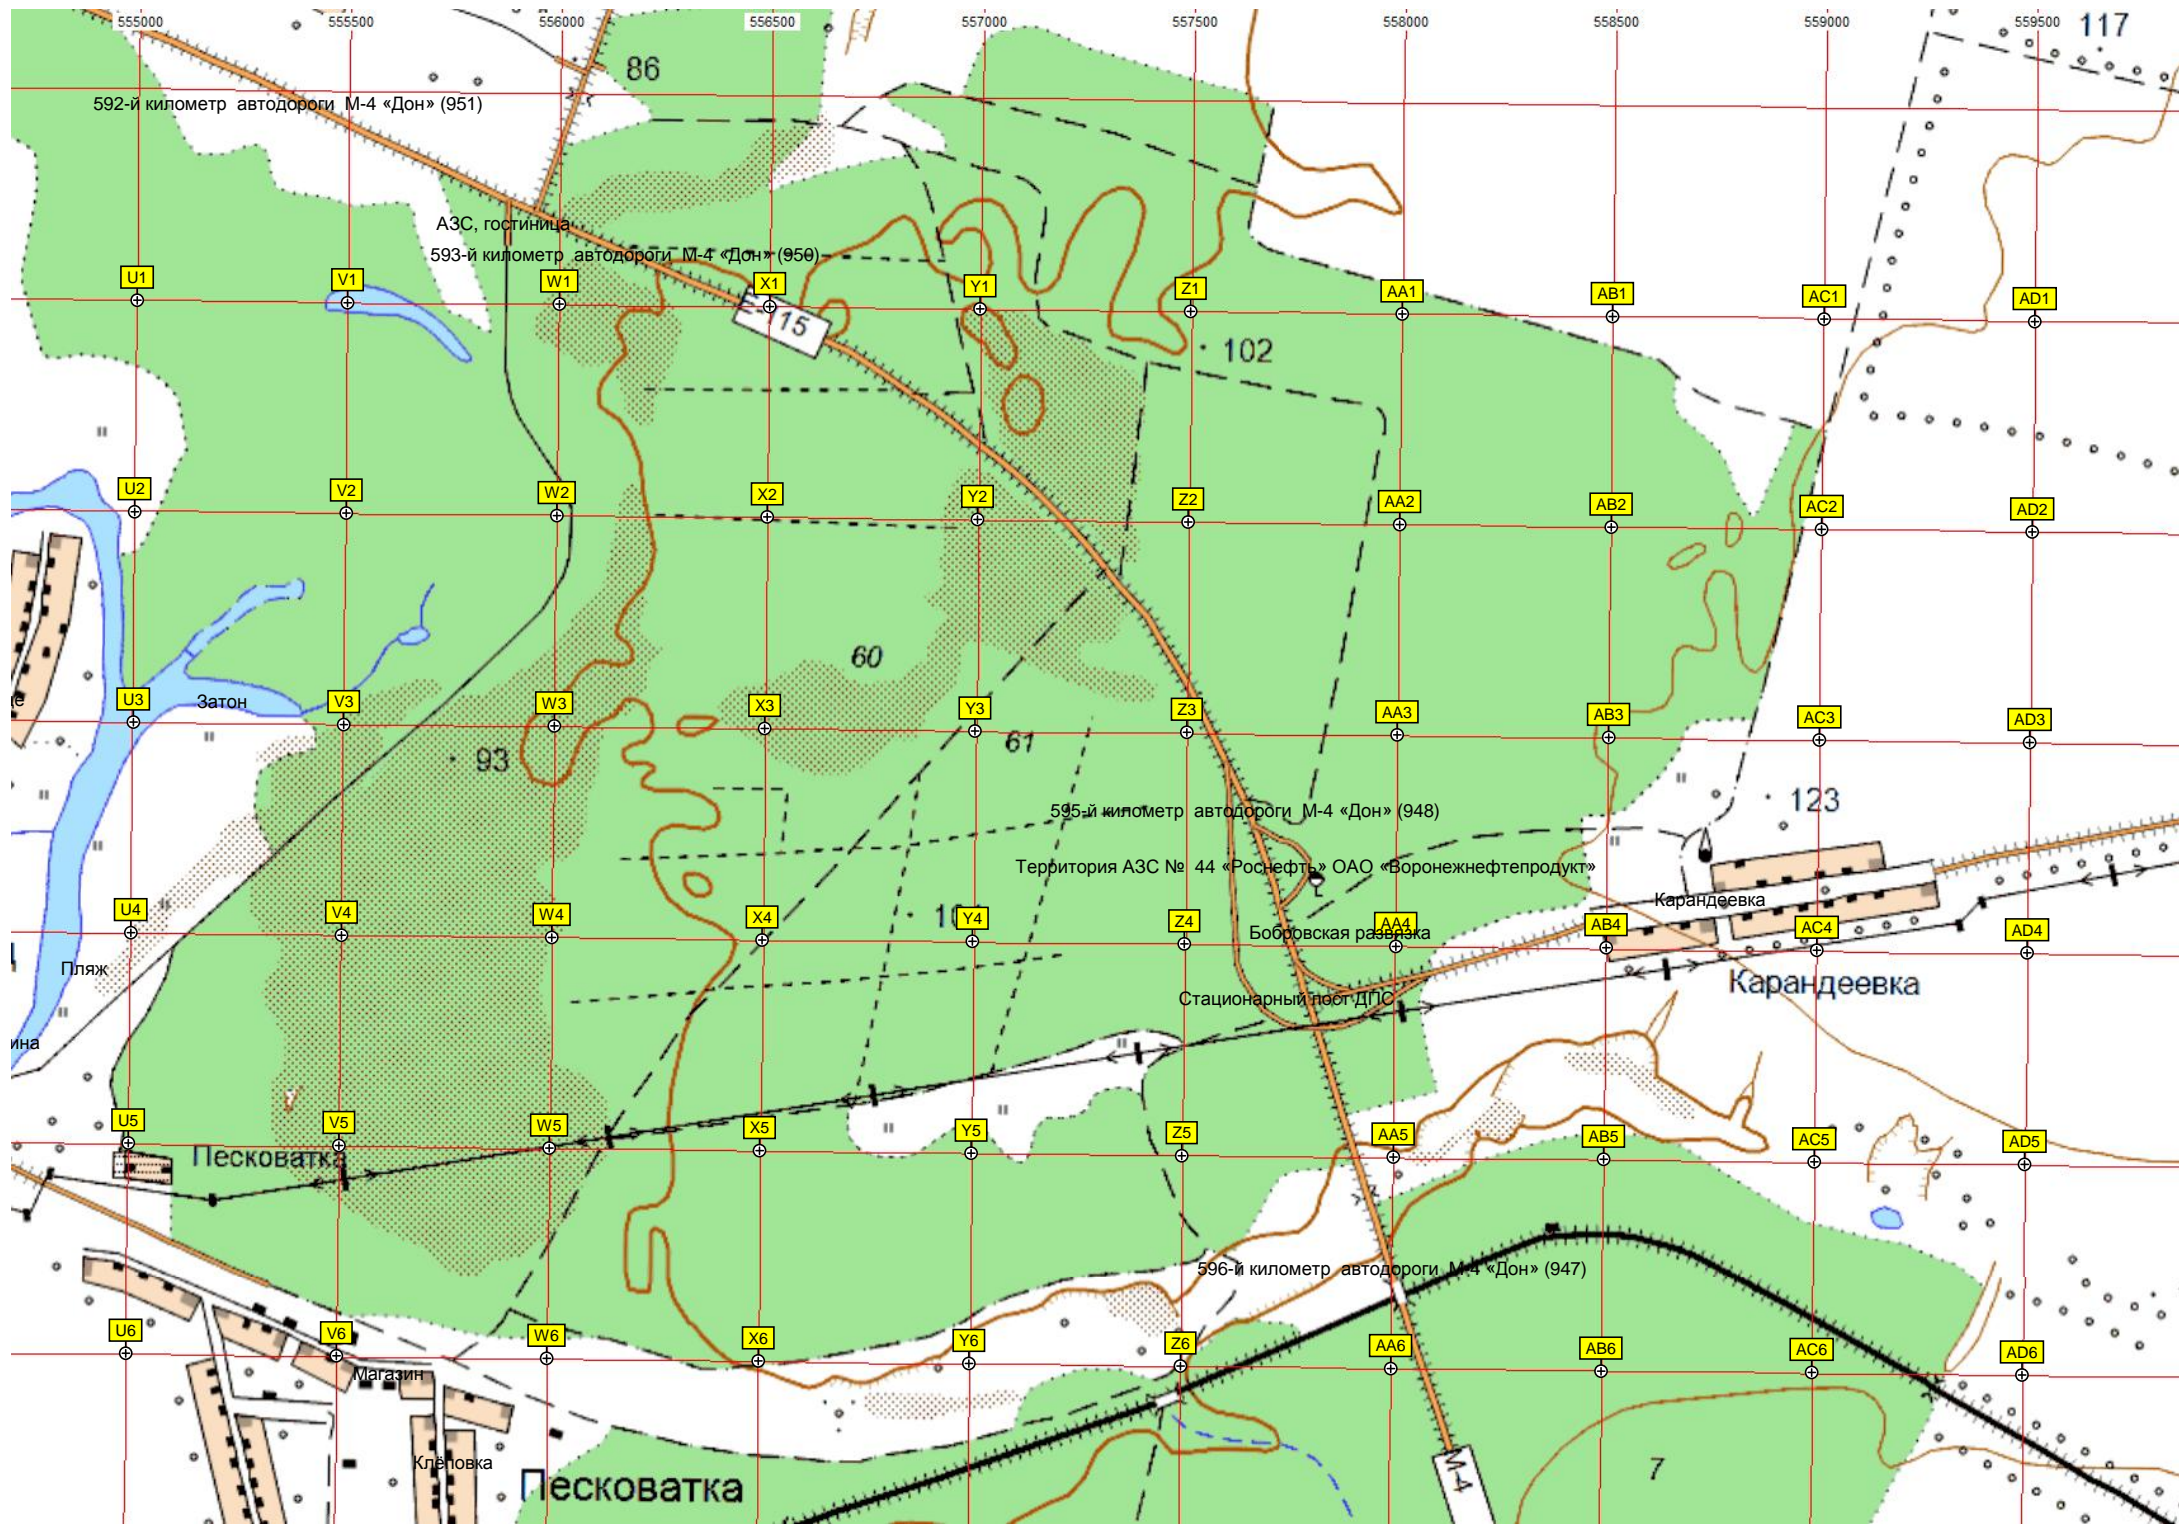 555000 555500 556000 556500 557000 557500 558000 558500 559000 559500
117
86
592-й километр автодороги М-4 «Дон» (951)
АЗС, гостиница
593-й километр автодороги М-4 «Дон» (950)
U1 V1 W1 X1 Y1 Z1 AA1 AB1 AC1 AD1
E-115
102
U2 V2 W2 X2 Y2 Z2 AA2 AB2 AC2 AD2
60
U3 Затон V3 W3 X3 Y3 Z3 AA3 AB3 AC3 AD3
61
93
123
595-й километр автодороги М-4 «Дон» (948)
Территория АЗС № 44 «Роснефть» ОАО «Воронежнефтепродукт»
Карандеевка
U4 V4 W4 X4 Y4 Z4 AA4 AB4 AC4 AD4
Бобровская развязка
Пляж
Карандеевка
Стационарный пост ДПС
ина
U5 V5 W5 X5 Y5 Z5 AA5 AB5 AC5 AD5
Песковатка
596-й километр автодороги М-4 «Дон» (947)
U6 V6 W6 X6 Y6 Z6 AA6 AB6 AC6 AD6
Магазин
Клёповка
7
М-4
Песковатка